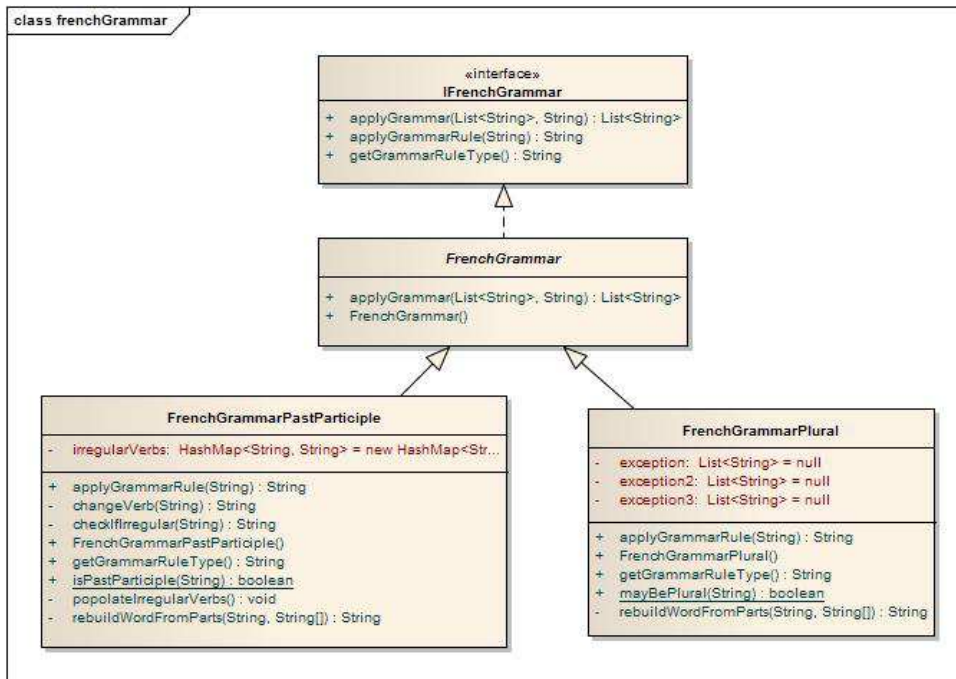 class frenchGrammar
«interface»
IFrenchGrammar
+ applyGrammar(List<String>, String) : List<String>
+ applyGrammarRule(String) : String
+ getGrammarRuleType() : String
FrenchGrammar
+ applyGrammar(List<String>, String) : List<String>
+ FrenchGrammar()
FrenchGrammarPastParticiple
- irregularVerbs: HashMap<String, String> = new HashMap<Str...
+ applyGrammarRule(String) : String
- changeVerb(String) : String
- checkIfIrregular(String) : String
+ FrenchGrammarPastParticiple()
+ getGrammarRuleType() : String
+ isPastParticiple(String) : boolean
- popolateIrregularVerbs() : void
- rebuildWordFromParts(String, String[]) : String
FrenchGrammarPlural
- exception: List<String> = null
- exception2: List<String> = null
- exception3: List<String> = null
+ applyGrammarRule(String) : String
+ FrenchGrammarPlural()
+ getGrammarRuleType() : String
+ mayBePlural(String) : boolean
- rebuildWordFromParts(String, String[]) : String